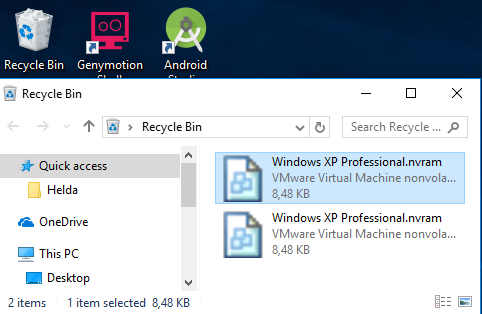 Recycle Bin
Genymotion
Shell
Android
Studio
Recycle Bin
Recycle Bin
Search Recycle ...
Quick access
Helda
OneDrive
This PC
Desktop
Windows XP Professional.nvram
VMware Virtual Machine nonvola...
8,48 KB
Windows XP Professional.nvram
VMware Virtual Machine nonvola...
8,48 KB
2 items 1 item selected 8,48 KB